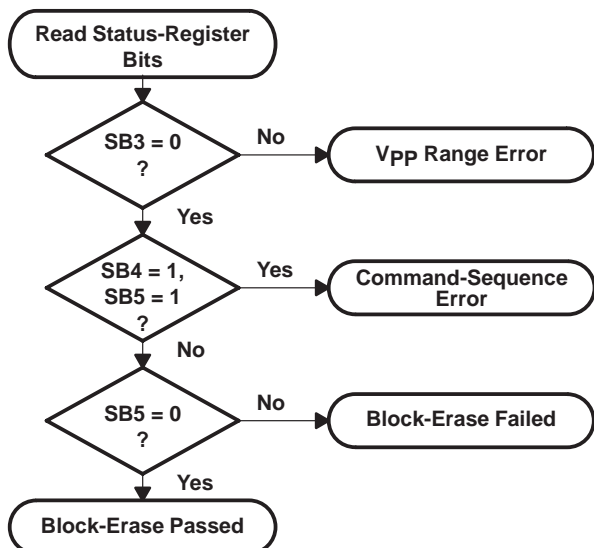 Read Status-Register
Bits
SB3 = 0
?
No
VPP Range Error
Yes
SB4 = 1,
SB5 = 1
?
Yes
Command-Sequence
Error
No
SB5 = 0
?
No
Block-Erase Failed
Yes
Block-Erase Passed